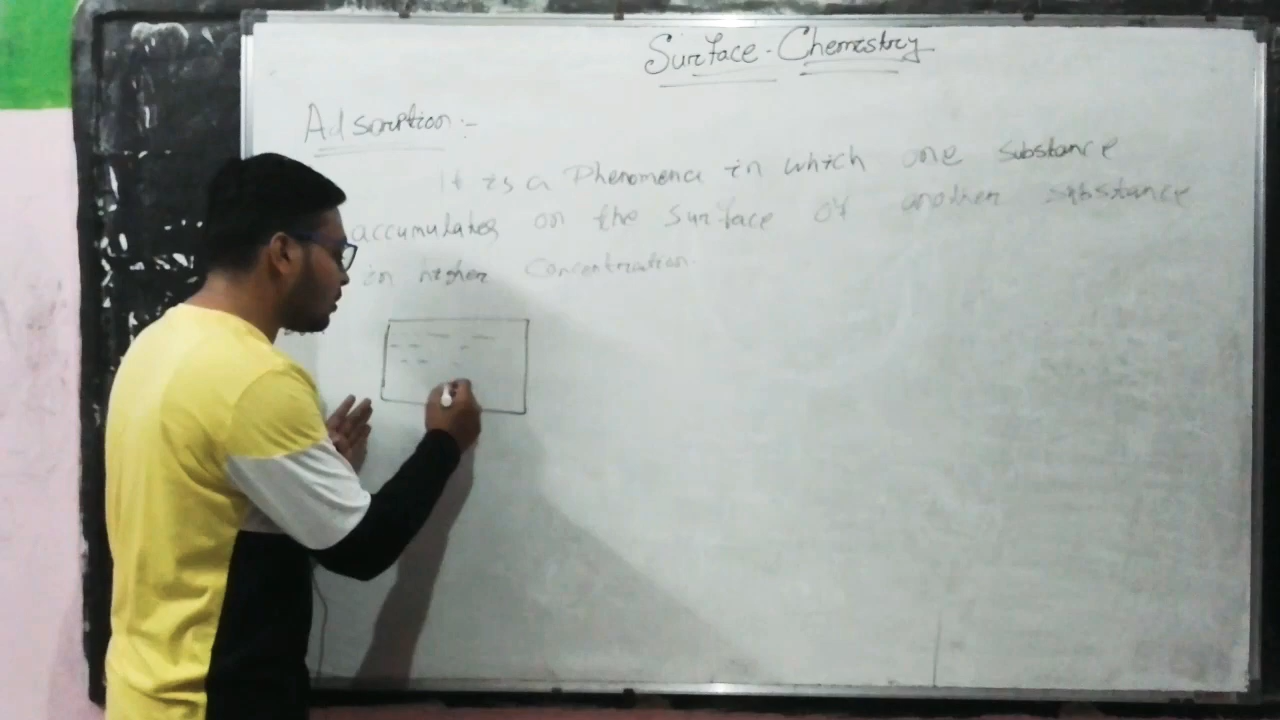 Surface-Chemistry
Adsorption:-
It is a Phenomena in which one substance
accumulates on the surface of another substance
in higher Concentration.